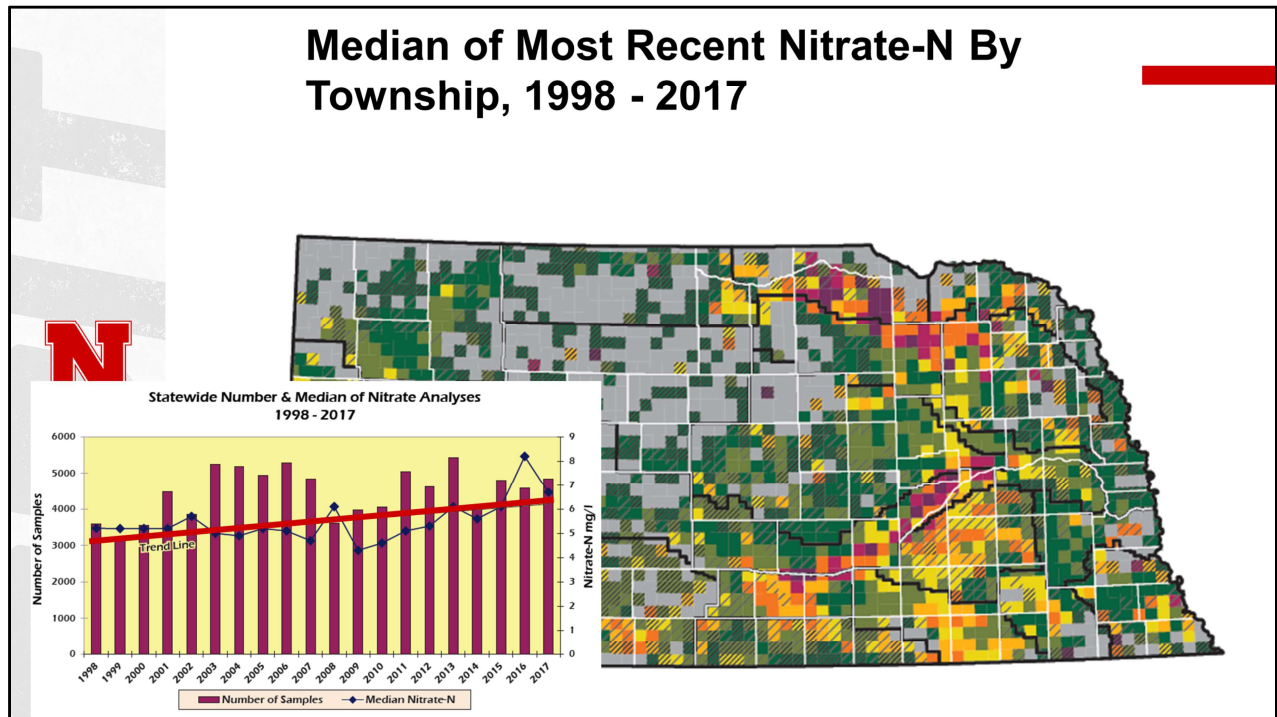 Median of Most Recent Nitrate-N By
Township, 1998 - 2017
N
Statewide Number & Median of Nitrate Analyses
1998 - 2017
6000
5000
4000
3000
2000
1000
0
Number of Samples
Trend Line
9
8
7
6
5
4
3
2
1
0
Nitrate-N mg/l
1998 1999 2000 2001 2002 2003 2004 2005 2006 2007 2008 2009 2010 2011 2012 2013 2014 2015 2016 2017
Number of Samples Median Nitrate-N